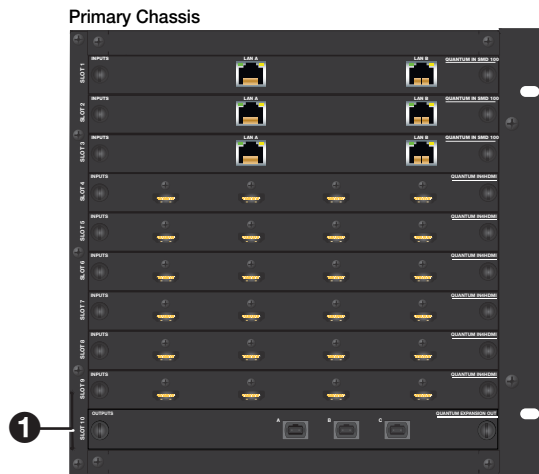 Primary Chassis
SLOT 1 INPUTS LAN A LAN B QUANTUM IN SMD 100
SLOT 2 INPUTS LAN A LAN B QUANTUM IN SMD 100
SLOT 3 INPUTS LAN A LAN B QUANTUM IN SMD 100
SLOT 4 INPUTS QUANTUM IN4HDMI
SLOT 5 INPUTS QUANTUM IN4HDMI
SLOT 6 INPUTS QUANTUM IN4HDMI
SLOT 7 INPUTS QUANTUM IN4HDMI
SLOT 8 INPUTS QUANTUM IN4HDMI
SLOT 9 INPUTS QUANTUM IN4HDMI
1 SLOT 10 OUTPUTS A B C QUANTUM EXPANSION OUT